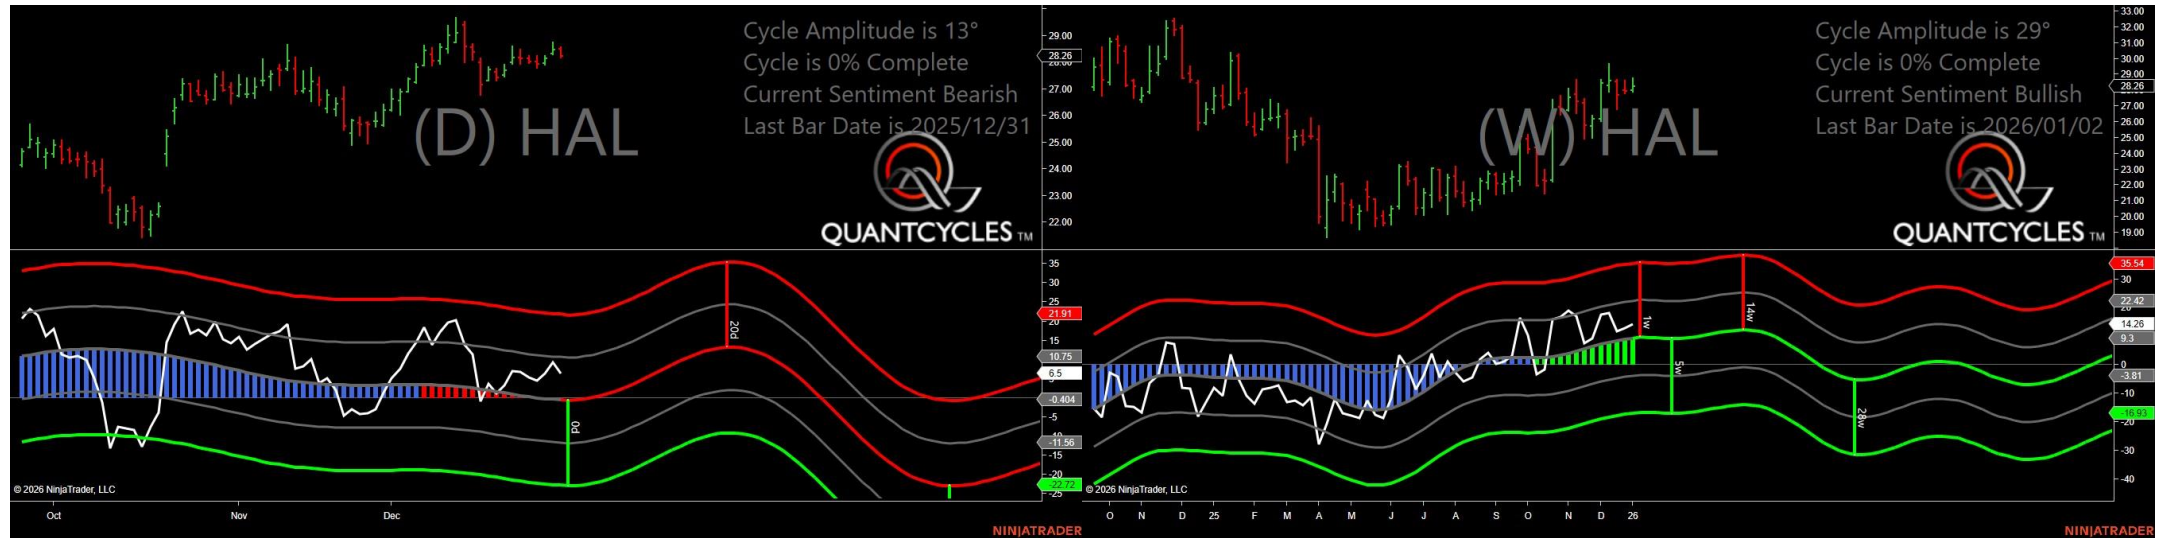 Cycle Amplitude is 13°
Cycle is 0% Complete
Current Sentiment Bearish
Last Bar Date is 2025/12/31
(D) HAL
QUANTCYCLES TM
29.00
28.26
28.00
27.00
26.00
25.00
24.00
23.00
22.00
35
30
25
21.91
20
15
10.75
6.5
5
-0.404
-5
-11.56
-15
-20
-22.72
-25
20d
0d
© 2026 NinjaTrader, LLC
Oct Nov Dec
NINJATRADER
Cycle Amplitude is 29°
Cycle is 0% Complete
Current Sentiment Bullish
Last Bar Date is 2026/01/02
(W) HAL
QUANTCYCLES TM
33.00
32.00
31.00
30.00
29.00
28.26
27.00
26.00
25.00
24.00
23.00
22.00
21.00
20.00
19.00
35.54
30
22.42
14.26
9.3
0
-3.81
-10
-16.93
-20
-30
-40
1w
14w
5w
28w
© 2026 NinjaTrader, LLC
O N D 25 F M A M J J A S O N D 26
NINJATRADER